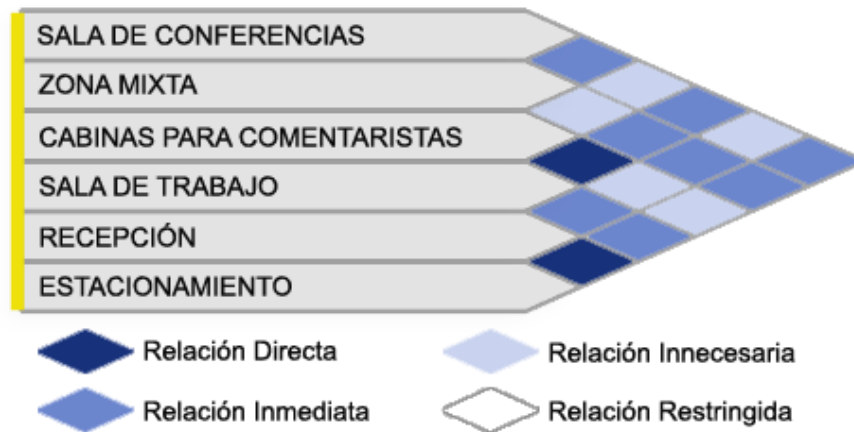 SALA DE CONFERENCIAS
ZONA MIXTA
CABINAS PARA COMENTARISTAS
SALA DE TRABAJO
RECEPCIÓN
ESTACIONAMIENTO
Relación Directa
Relación Innecesaria
Relación Inmediata
Relación Restringida